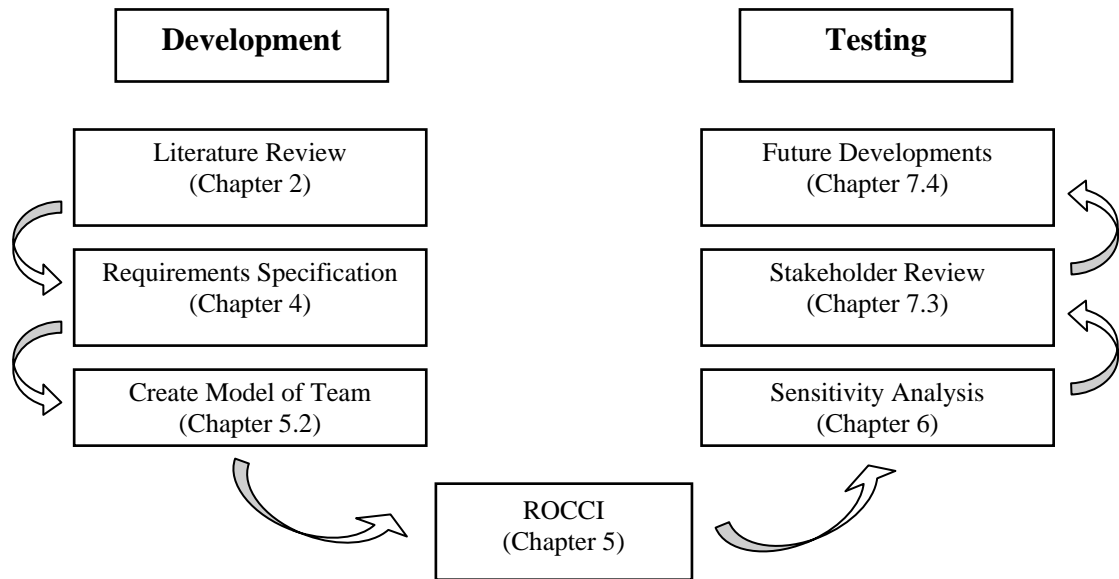 Development
Testing
Literature Review
(Chapter 2)
Requirements Specification
(Chapter 4)
Create Model of Team
(Chapter 5.2)
ROCCI
(Chapter 5)
Sensitivity Analysis
(Chapter 6)
Stakeholder Review
(Chapter 7.3)
Future Developments
(Chapter 7.4)